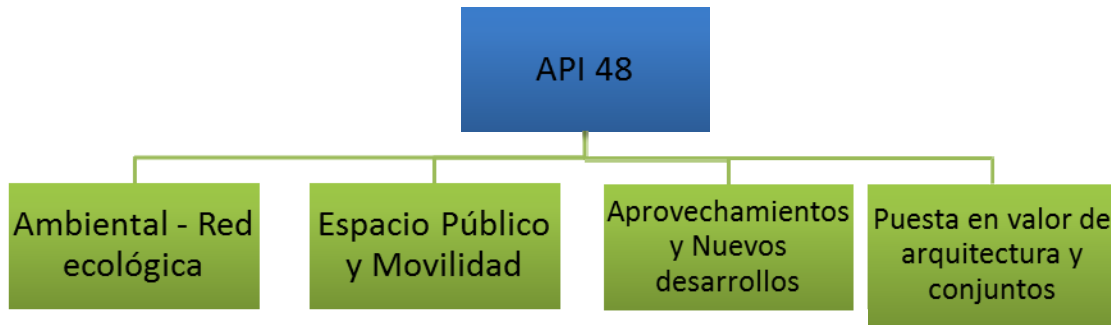 API 48
Ambiental - Red
ecológica
Espacio Público
y Movilidad
Aprovechamientos
y Nuevos
desarrollos
Puesta en valor de
arquitectura y
conjuntos